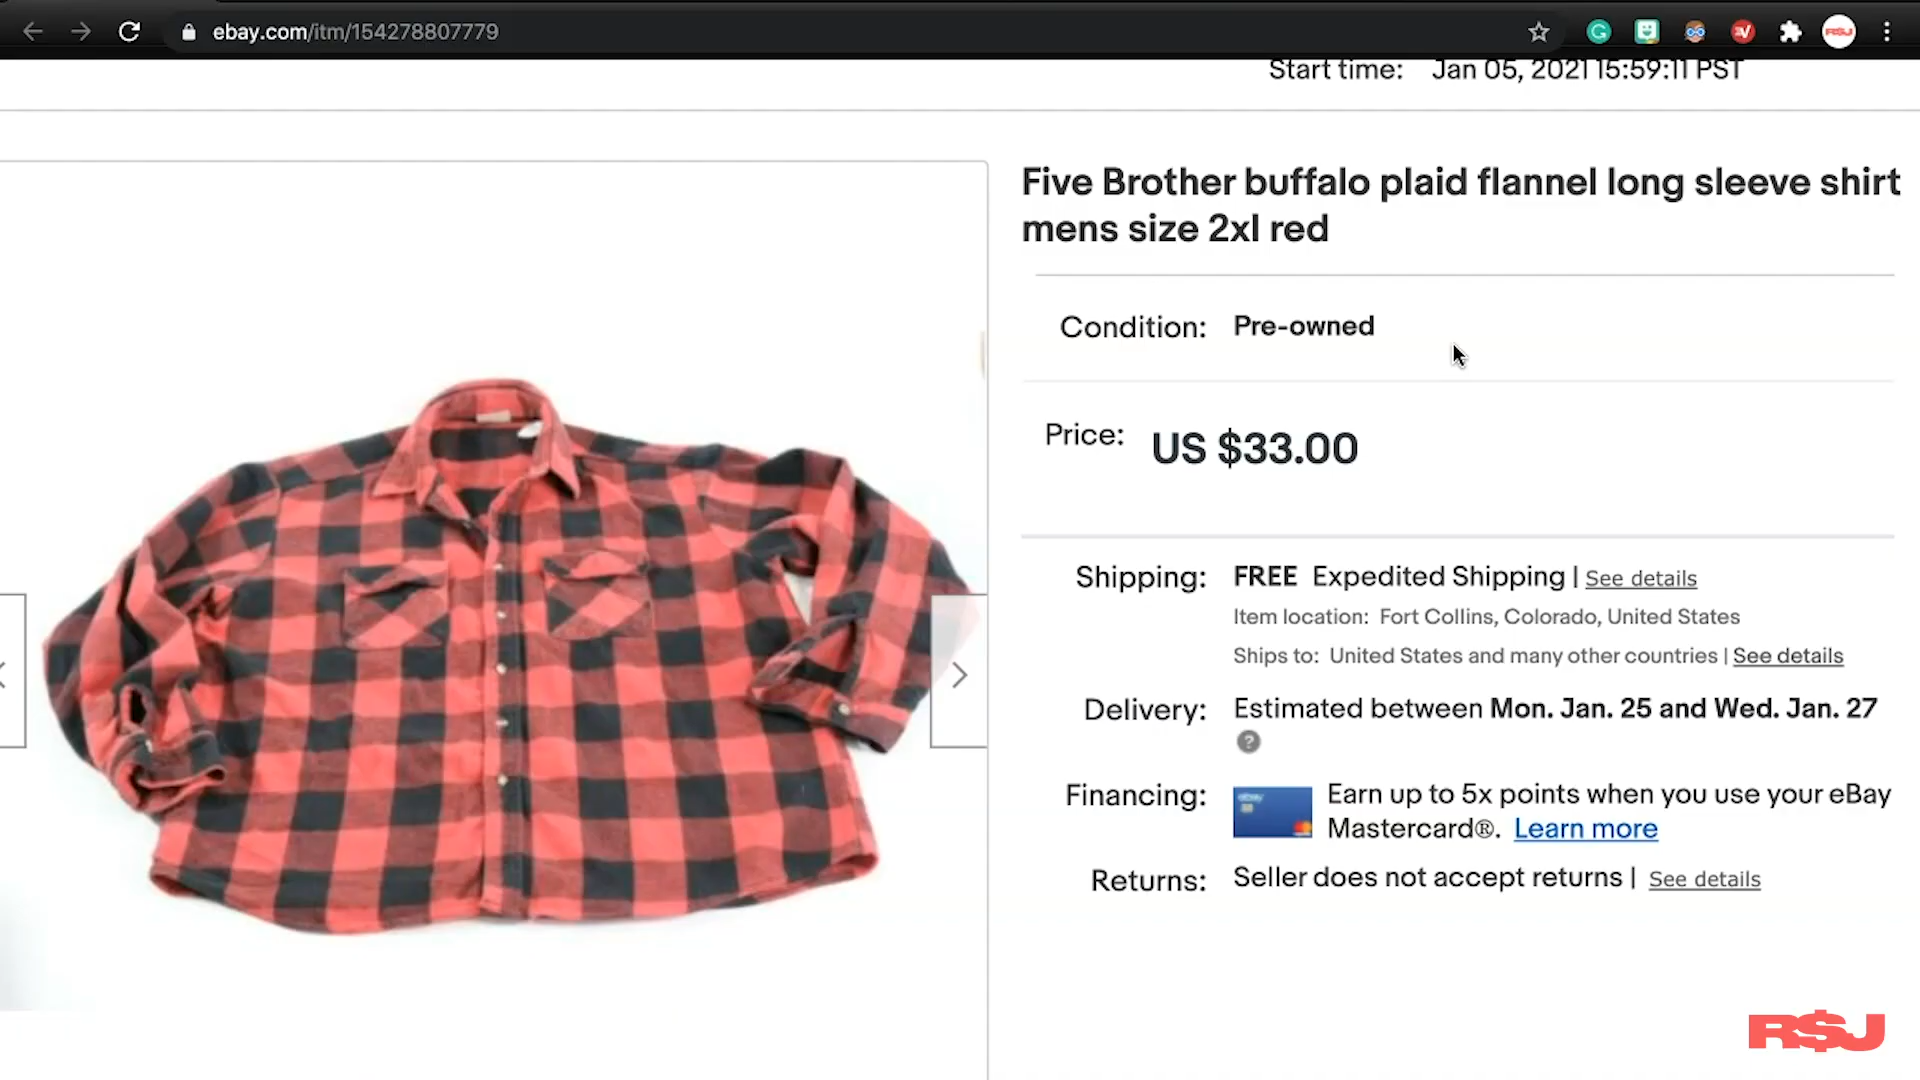 ebay.com/itm/154278807779
Start time: Jan 05, 2021 15:59:11 PST
Five Brother buffalo plaid flannel long sleeve shirt
mens size 2xl red
Condition: Pre-owned
Price: US $33.00
Shipping: FREE Expedited Shipping | See details
Item location: Fort Collins, Colorado, United States
Ships to: United States and many other countries | See details
Delivery: Estimated between Mon. Jan. 25 and Wed. Jan. 27
?
Financing: Earn up to 5x points when you use your eBay
Mastercard®. Learn more
Returns: Seller does not accept returns | See details
R$J